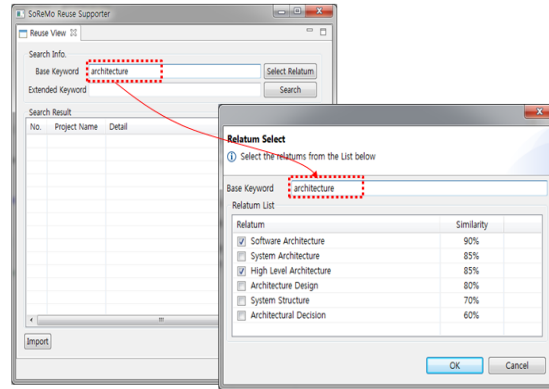 SoReMo Reuse Supporter
Reuse View
Search Info.
Base Keyword architecture Select Relatum
Extended Keyword Search
Search Result
No. Project Name Detail
Import
Relatum Select
Select the relatums from the List below
Base Keyword architecture
Relatum List
Relatum Similarity
Software Architecture 90%
System Architecture 85%
High Level Architecture 85%
Architecture Design 80%
System Structure 70%
Architectural Decision 60%
OK Cancel